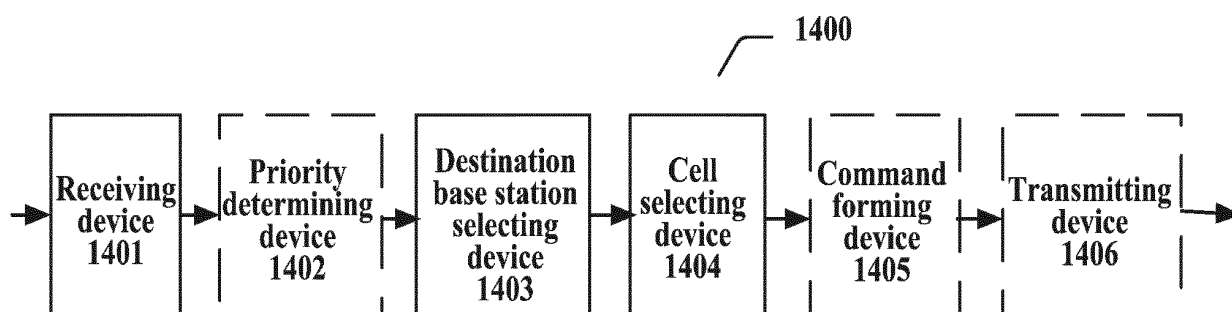 1400
Receiving
device
1401
Priority
determining
device
1402
Destination
base station
selecting
device
1403
Cell
selecting
device
1404
Command
forming
device
1405
Transmitting
device
1406